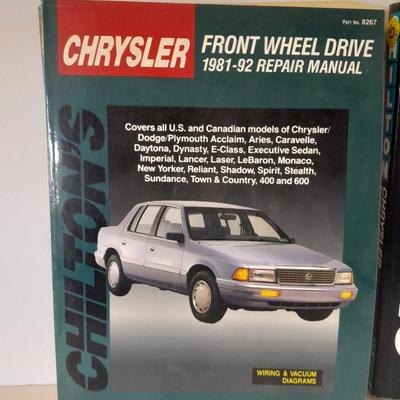 Part No. 8267
CHRYSLER
FRONT WHEEL DRIVE
1981-92 REPAIR MANUAL
Covers all U.S. and Canadian models of Chrysler/
Dodge/Plymouth Acclaim, Aries, Caravelle,
Daytona, Dynasty, E-Class, Executive Sedan,
Imperial, Lancer, Laser, LeBaron, Monaco,
New Yorker, Reliant, Shadow, Spirit, Stealth,
Sundance, Town & Country, 400 and 600
CHILTON'S
WIRING & VACUUM
DIAGRAMS
CHILTON
CHRYSLER